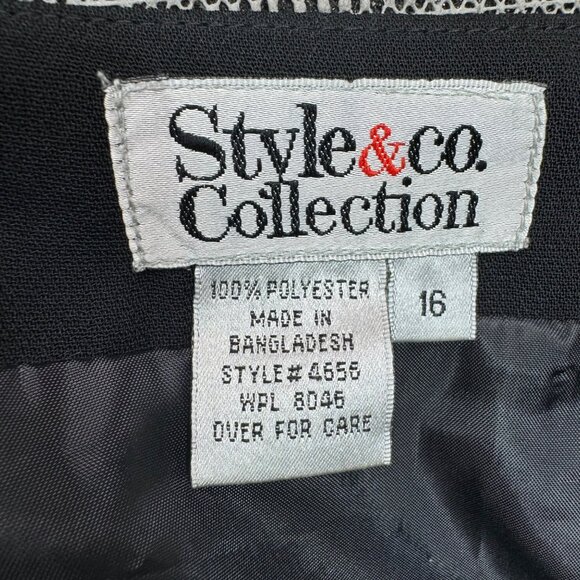 Style&co.
Collection
100% POLYESTER
MADE IN
BANGLADESH
STYLE# 4656
WPL 8046
OVER FOR CARE
16